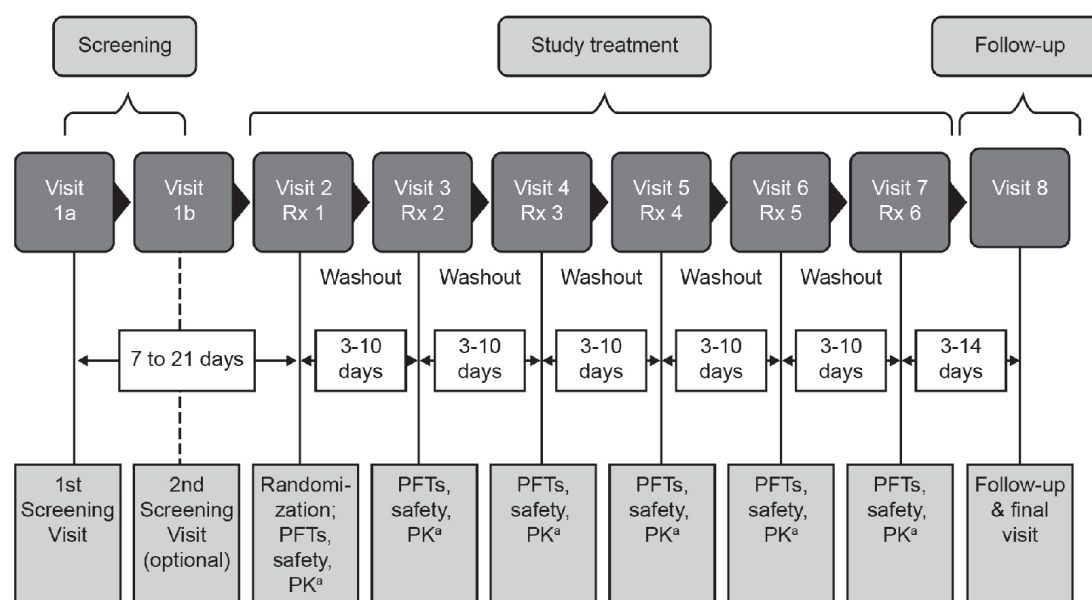 Screening
Study treatment
Follow-up
Visit
1a
Visit
1b
Visit 2
Rx 1
Visit 3
Rx 2
Visit 4
Rx 3
Visit 5
Rx 4
Visit 6
Rx 5
Visit 7
Rx 6
Visit 8
Washout
Washout
Washout
Washout
Washout
7 to 21 days
3-10
days
3-10
days
3-10
days
3-10
days
3-10
days
3-14
days
1st
Screening
Visit
2nd
Screening
Visit
(optional)
Randomi-
zation;
PFTs,
safety,
PKᵃ
PFTs,
safety,
PKᵃ
PFTs,
safety,
PKᵃ
PFTs,
safety,
PKᵃ
PFTs,
safety,
PKᵃ
PFTs,
safety,
PKᵃ
Follow-up
& final
visit